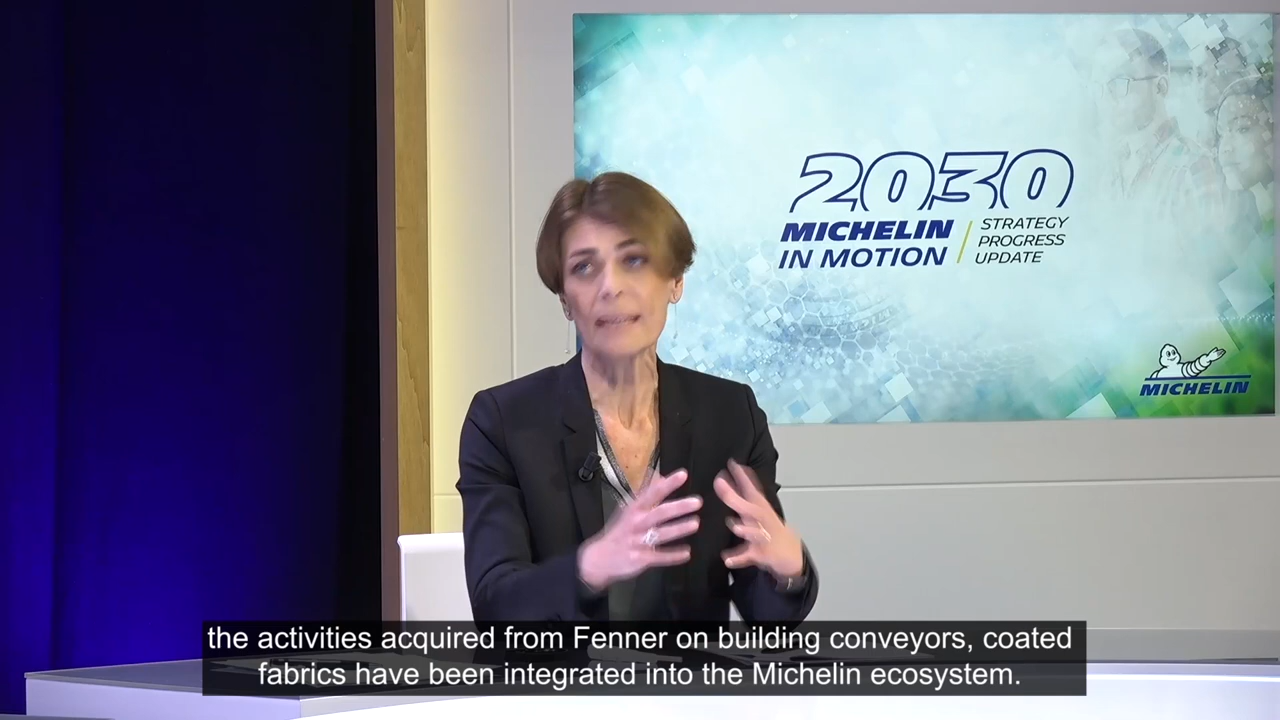 2030
MICHELIN
IN MOTION
STRATEGY
PROGRESS
UPDATE
MICHELIN
the activities acquired from Fenner on building conveyors, coated
fabrics have been integrated into the Michelin ecosystem.